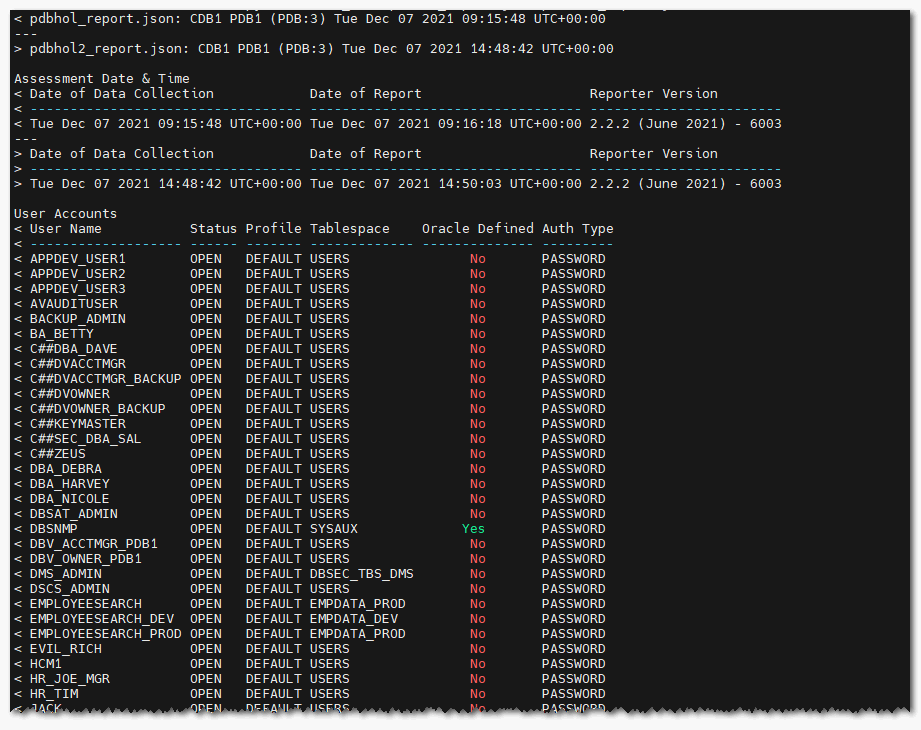 < pdbhol_report.json: CDB1 PDB1 (PDB:3) Tue Dec 07 2021 09:15:48 UTC+00:00
---
> pdbhol2_report.json: CDB1 PDB1 (PDB:3) Tue Dec 07 2021 14:48:42 UTC+00:00

Assessment Date & Time
< Date of Data Collection            Date of Report                     Reporter Version
< ---------------------------------- ---------------------------------- ------------------------
< Tue Dec 07 2021 09:15:48 UTC+00:00 Tue Dec 07 2021 09:16:18 UTC+00:00 2.2.2 (June 2021) - 6003
---
> Date of Data Collection            Date of Report                     Reporter Version
> ---------------------------------- ---------------------------------- ------------------------
> Tue Dec 07 2021 14:48:42 UTC+00:00 Tue Dec 07 2021 14:50:03 UTC+00:00 2.2.2 (June 2021) - 6003

User Accounts
< User Name           Status Profile Tablespace    Oracle Defined Auth Type
< ------------------- ------ ------- ------------- -------------- ---------
< APPDEV_USER1        OPEN   DEFAULT USERS               No       PASSWORD
< APPDEV_USER2        OPEN   DEFAULT USERS               No       PASSWORD
< APPDEV_USER3        OPEN   DEFAULT USERS               No       PASSWORD
< AVAUDITUSER         OPEN   DEFAULT USERS               No       PASSWORD
< BACKUP_ADMIN        OPEN   DEFAULT USERS               No       PASSWORD
< BA_BETTY            OPEN   DEFAULT USERS               No       PASSWORD
< C##DBA_DAVE         OPEN   DEFAULT USERS               No       PASSWORD
< C##DVACCTMGR        OPEN   DEFAULT USERS               No       PASSWORD
< C##DVACCTMGR_BACKUP OPEN   DEFAULT USERS               No       PASSWORD
< C##DVOWNER          OPEN   DEFAULT USERS               No       PASSWORD
< C##DVOWNER_BACKUP   OPEN   DEFAULT USERS               No       PASSWORD
< C##KEYMASTER        OPEN   DEFAULT USERS               No       PASSWORD
< C##SEC_DBA_SAL      OPEN   DEFAULT USERS               No       PASSWORD
< C##ZEUS             OPEN   DEFAULT USERS               No       PASSWORD
< DBA_DEBRA           OPEN   DEFAULT USERS               No       PASSWORD
< DBA_HARVEY          OPEN   DEFAULT USERS               No       PASSWORD
< DBA_NICOLE          OPEN   DEFAULT USERS               No       PASSWORD
< DBSAT_ADMIN         OPEN   DEFAULT USERS               No       PASSWORD
< DBSNMP              OPEN   DEFAULT SYSAUX             Yes       PASSWORD
< DBV_ACCTMGR_PDB1    OPEN   DEFAULT USERS               No       PASSWORD
< DBV_OWNER_PDB1      OPEN   DEFAULT USERS               No       PASSWORD
< DMS_ADMIN           OPEN   DEFAULT DBSEC_TBS_DMS       No       PASSWORD
< DSCS_ADMIN          OPEN   DEFAULT USERS               No       PASSWORD
< EMPLOYEESEARCH      OPEN   DEFAULT EMPDATA_PROD        No       PASSWORD
< EMPLOYEESEARCH_DEV  OPEN   DEFAULT EMPDATA_DEV         No       PASSWORD
< EMPLOYEESEARCH_PROD OPEN   DEFAULT EMPDATA_PROD        No       PASSWORD
< EVIL_RICH           OPEN   DEFAULT USERS               No       PASSWORD
< HCM1                OPEN   DEFAULT USERS               No       PASSWORD
< HR_JOE_MGR          OPEN   DEFAULT USERS               No       PASSWORD
< HR_TIM              OPEN   DEFAULT USERS               No       PASSWORD
< JACK                OPEN   DEFAULT USERS               No       PASSWORD